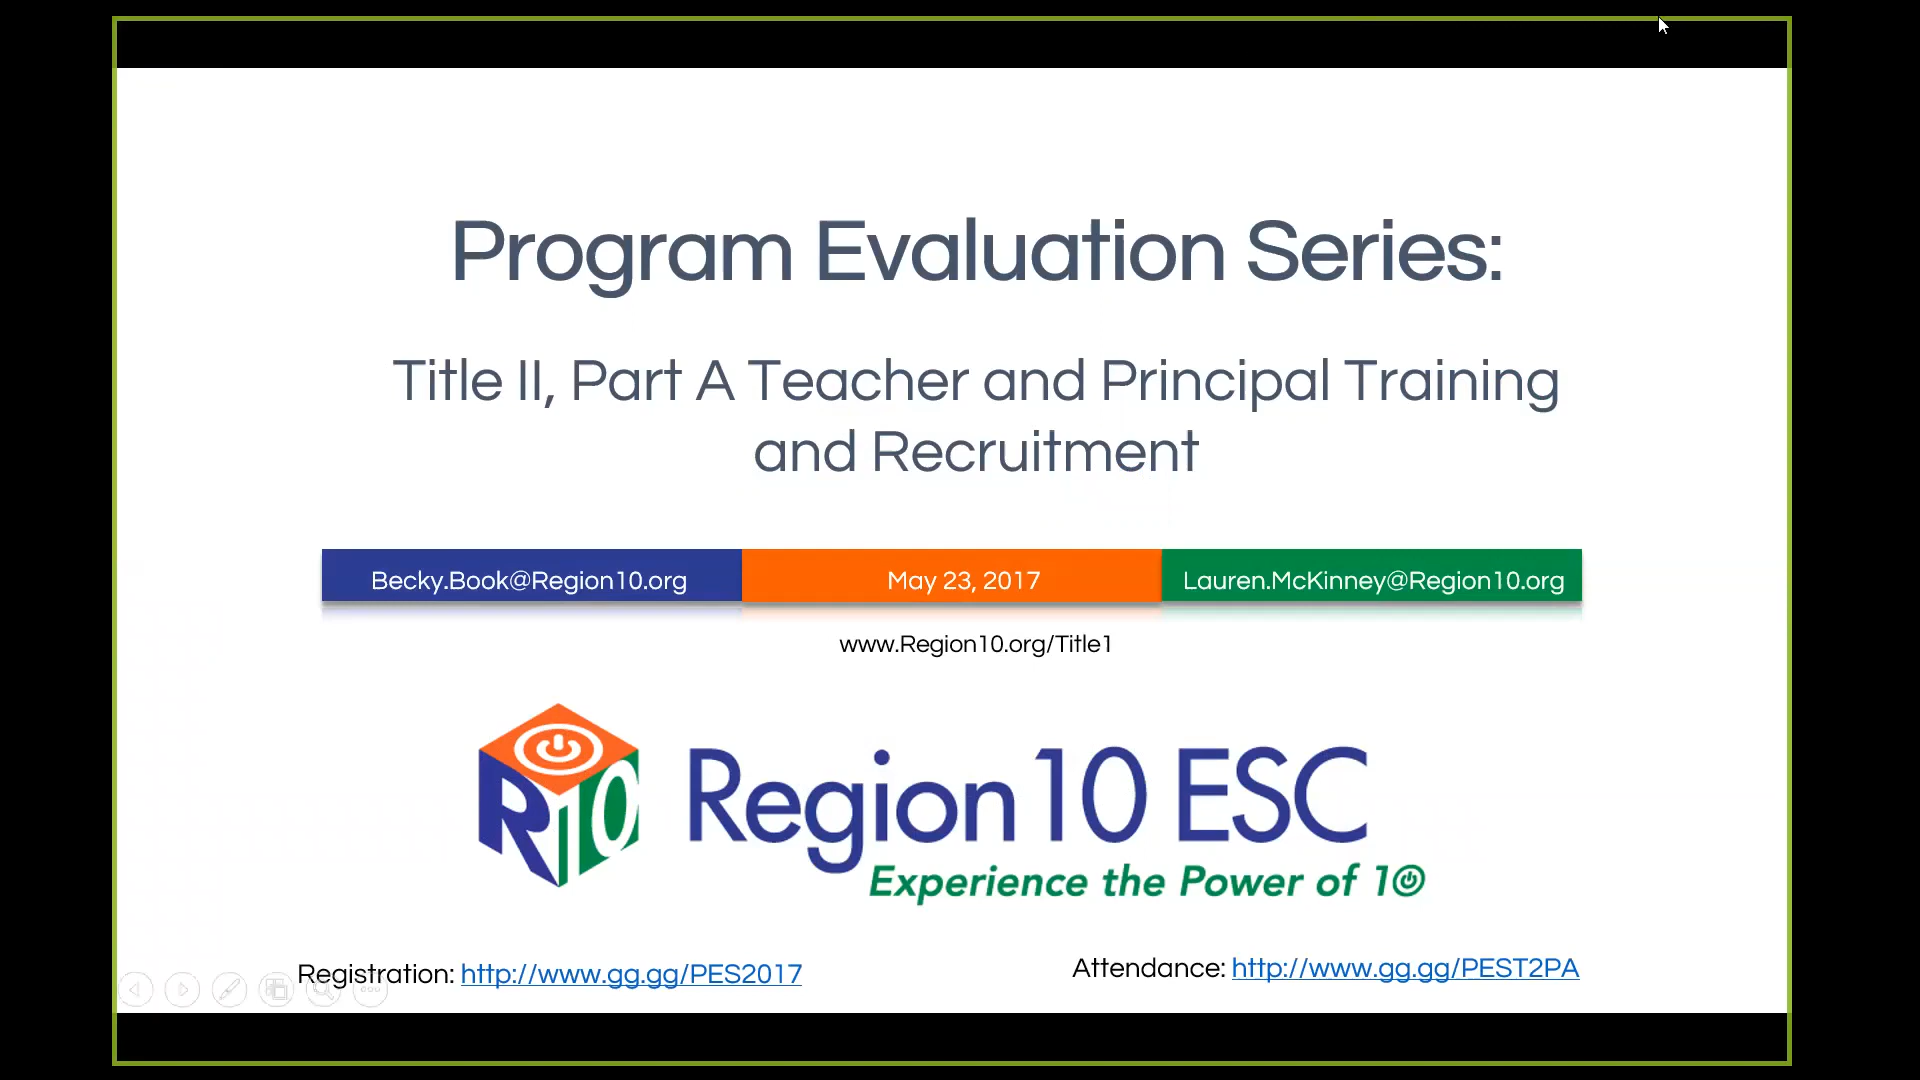 Program Evaluation Series:
Title II, Part A Teacher and Principal Training
and Recruitment
Becky.Book@Region10.org
May 23, 2017
Lauren.McKinney@Region10.org
www.Region10.org/Title1
R10
Region 10 ESC
Experience the Power of 10
Registration: http://www.gg.gg/PES2017
Attendance: http://www.gg.gg/PEST2PA